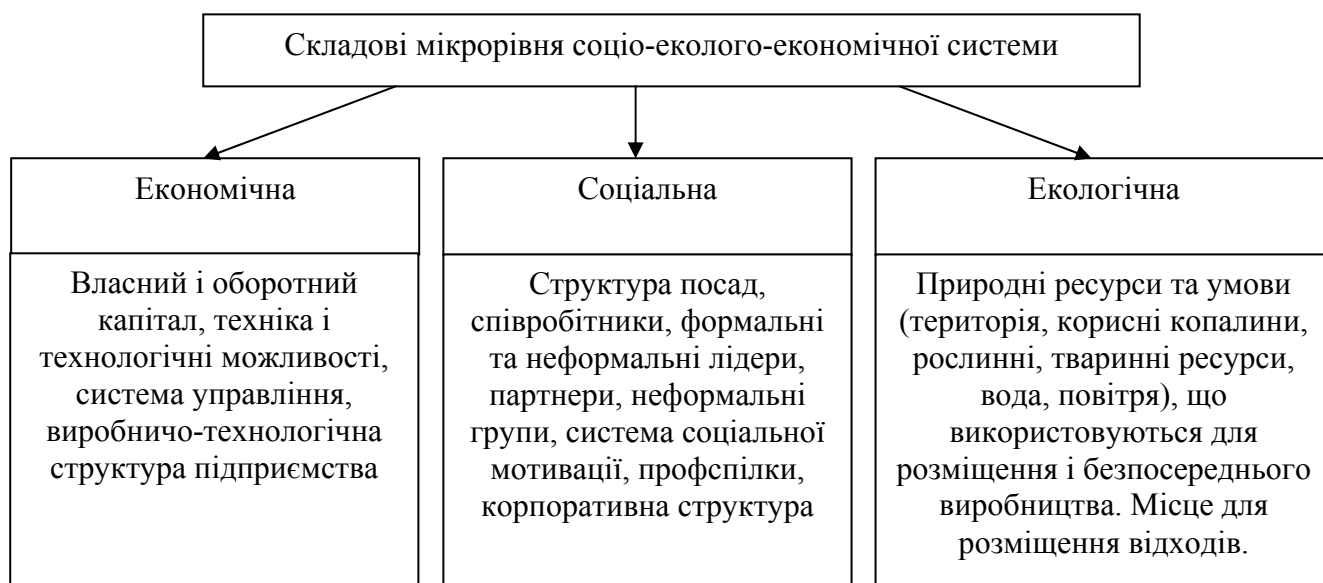 Складові мікрорівня соціо-еколого-економічної системи
Економічна
Власний і оборотний
капітал, техніка і
технологічні можливості,
система управління,
виробничо-технологічна
структура підприємства
Соціальна
Структура посад,
співробітники, формальні
та неформальні лідери,
партнери, неформальні
групи, система соціальної
мотивації, профспілки,
корпоративна структура
Екологічна
Природні ресурси та умови
(територія, корисні копалини,
рослинні, тваринні ресурси,
вода, повітря), що
використовуються для
розміщення і безпосереднього
виробництва. Місце для
розміщення відходів.